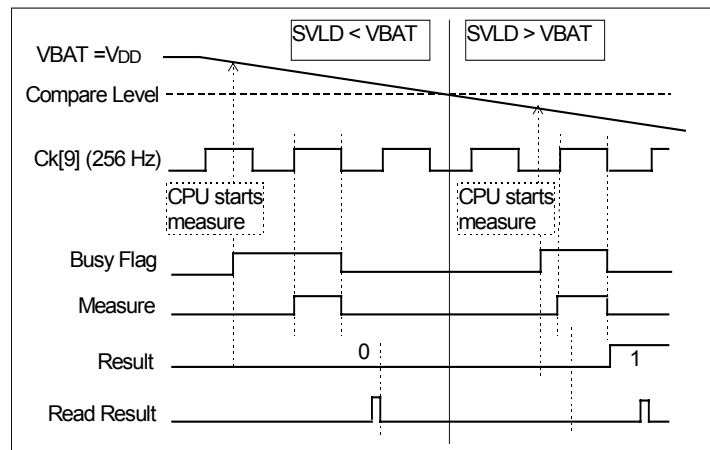 SVLD < VBAT
SVLD > VBAT
VBAT =VDD
Compare Level
Ck[9] (256 Hz)
CPU starts
measure
CPU starts
measure
Busy Flag
Measure
Result
0
1
Read Result